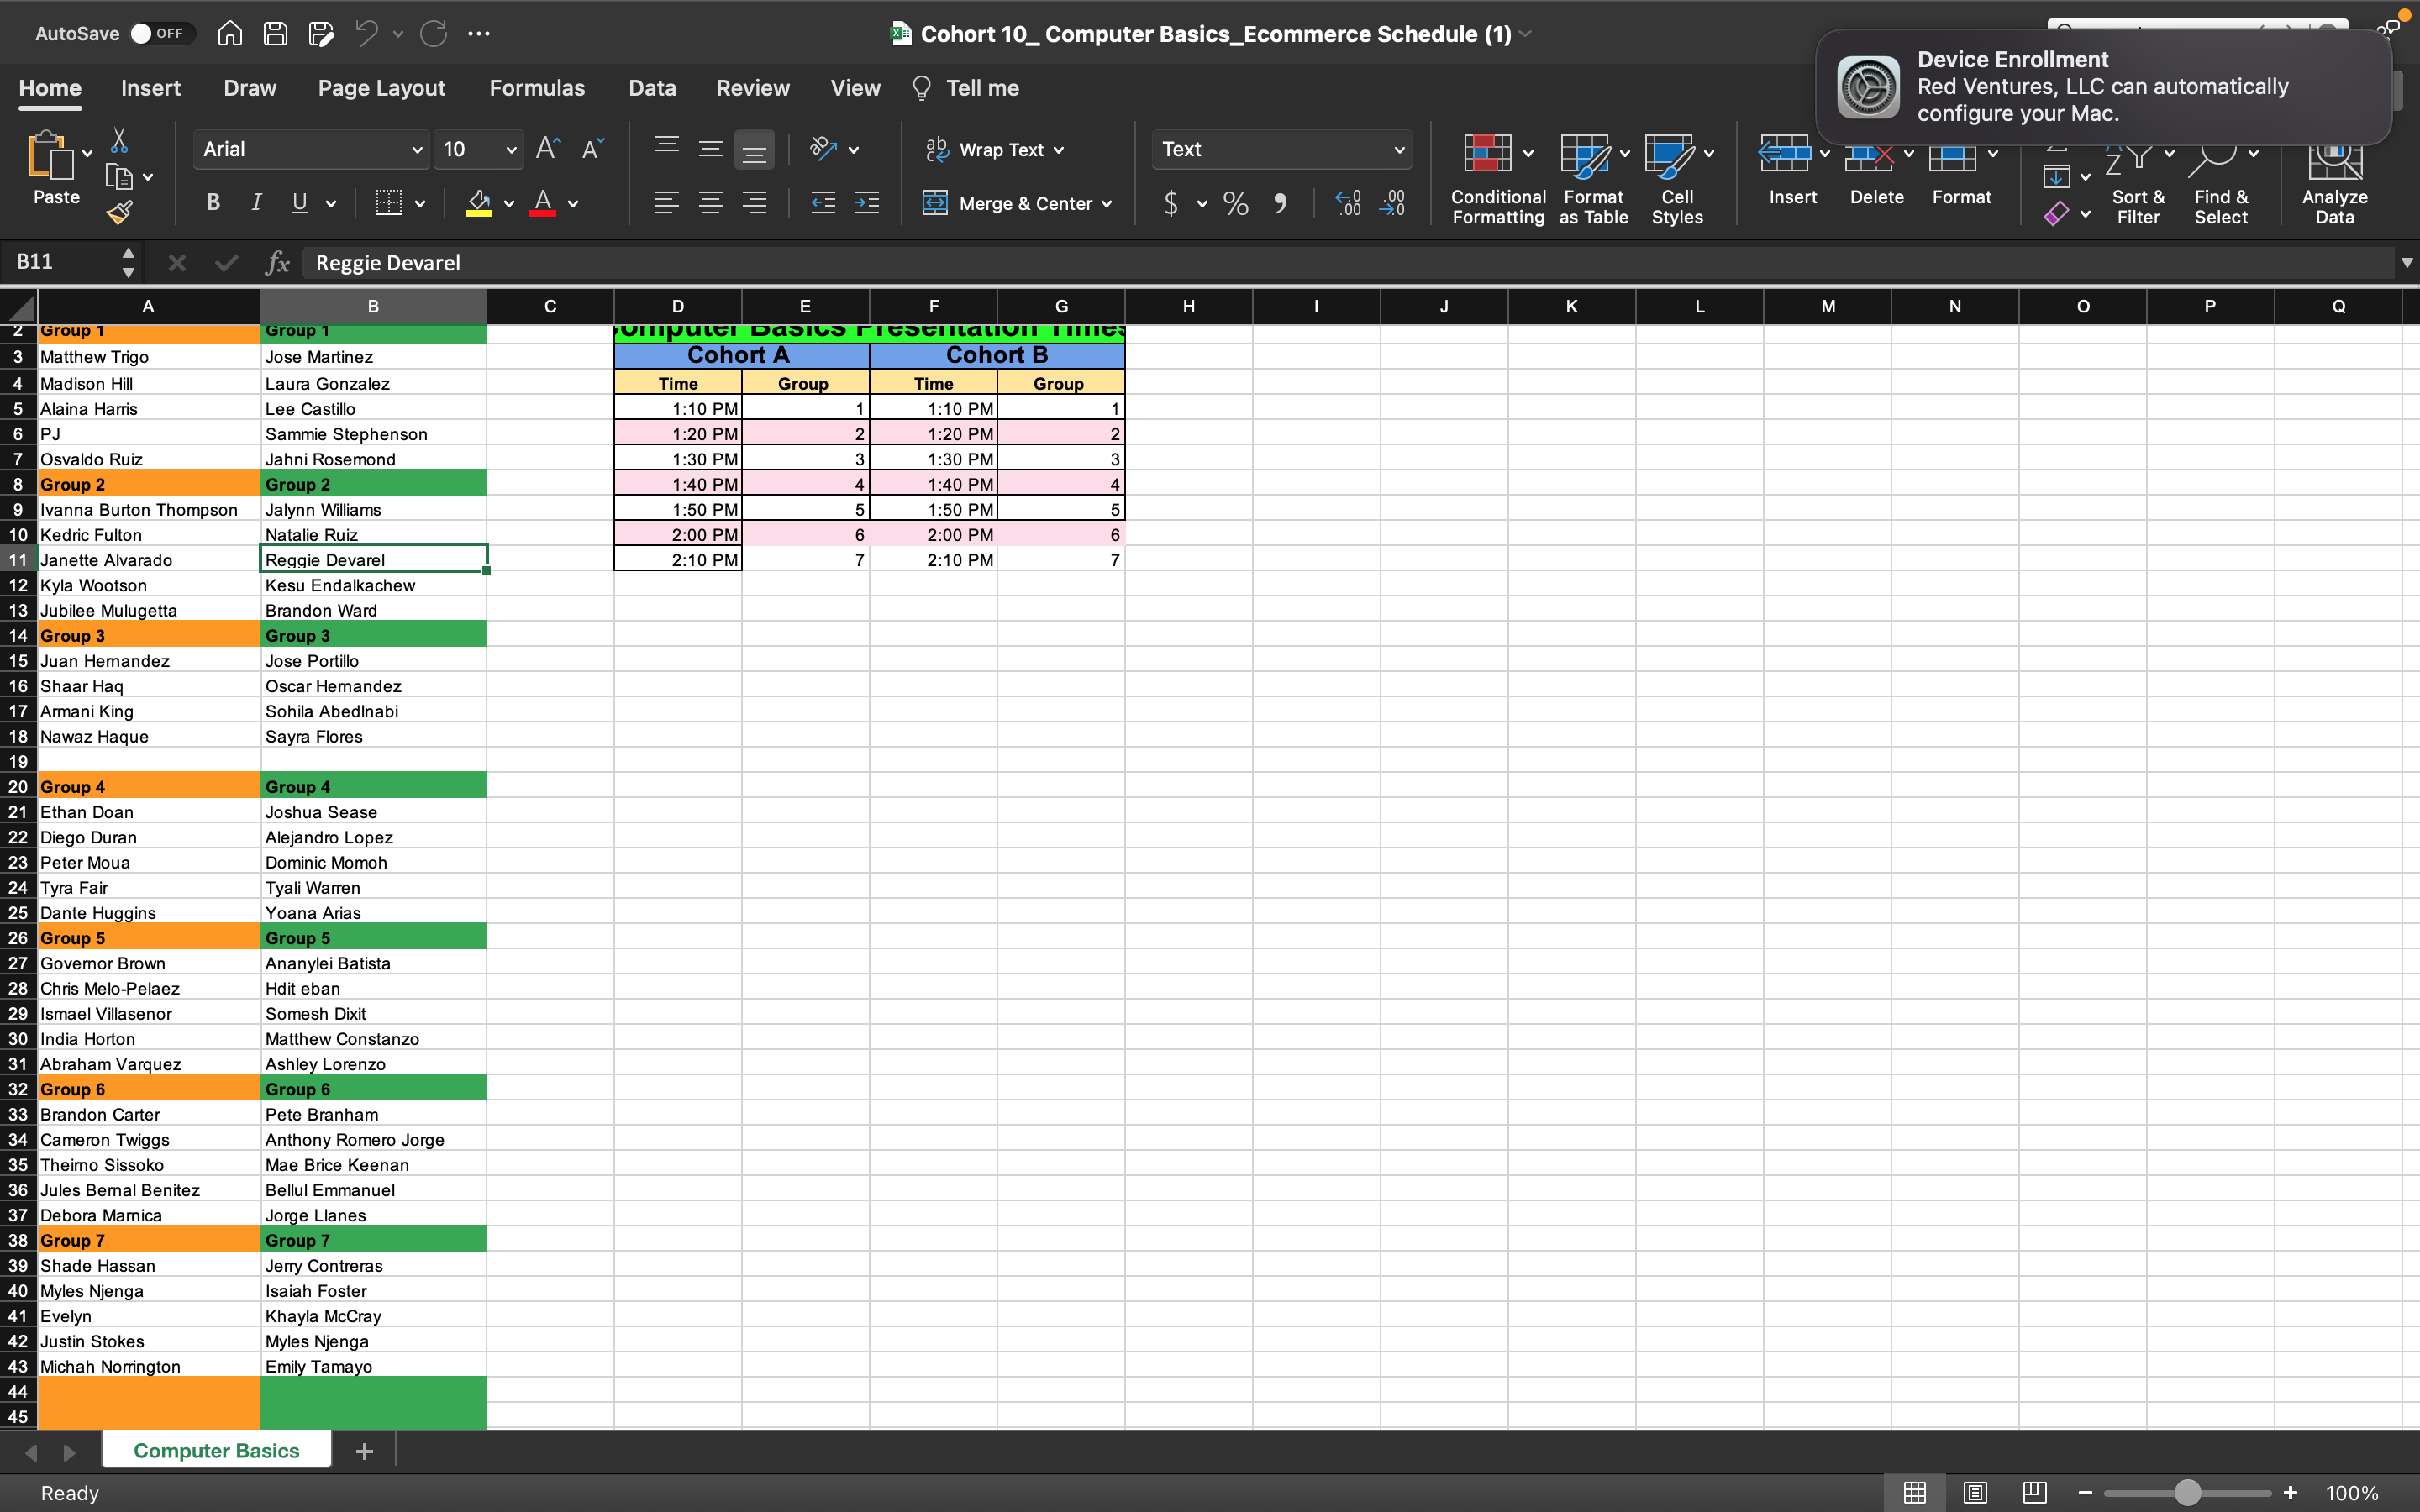 AutoSave OFF
Cohort 10_ Computer Basics_Ecommerce Schedule (1)
Device Enrollment
Red Ventures, LLC can automatically
configure your Mac.
Home Insert Draw Page Layout Formulas Data Review View Tell me
Paste
Arial 10
Wrap Text
Merge & Center
Text
Conditional Formatting
Format as Table
Cell Styles
Insert
Delete
Format
Sort & Filter
Find & Select
Analyze Data
B11 fx Reggie Devarel
A B C D E F G H I J K L M N O P Q
2 Group 1 Group 1 omputer Basics Presentation Times
3 Matthew Trigo Jose Martinez Cohort A Cohort B
4 Madison Hill Laura Gonzalez Time Group Time Group
5 Alaina Harris Lee Castillo 1:10 PM 1 1:10 PM 1
6 PJ Sammie Stephenson 1:20 PM 2 1:20 PM 2
7 Osvaldo Ruiz Jahni Rosemond 1:30 PM 3 1:30 PM 3
8 Group 2 Group 2 1:40 PM 4 1:40 PM 4
9 Ivanna Burton Thompson Jalynn Williams 1:50 PM 5 1:50 PM 5
10 Kedric Fulton Natalie Ruiz 2:00 PM 6 2:00 PM 6
11 Janette Alvarado Reggie Devarel 2:10 PM 7 2:10 PM 7
12 Kyla Wootson Kesu Endalkachew
13 Jubilee Mulugetta Brandon Ward
14 Group 3 Group 3
15 Juan Hernandez Jose Portillo
16 Shaar Haq Oscar Hernandez
17 Armani King Sohila Abedlnabi
18 Nawaz Haque Sayra Flores
19
20 Group 4 Group 4
21 Ethan Doan Joshua Sease
22 Diego Duran Alejandro Lopez
23 Peter Moua Dominic Momoh
24 Tyra Fair Tyali Warren
25 Dante Huggins Yoana Arias
26 Group 5 Group 5
27 Governor Brown Ananylei Batista
28 Chris Melo-Pelaez Hdit eban
29 Ismael Villasenor Somesh Dixit
30 India Horton Matthew Constanzo
31 Abraham Varquez Ashley Lorenzo
32 Group 6 Group 6
33 Brandon Carter Pete Branham
34 Cameron Twiggs Anthony Romero Jorge
35 Theirno Sissoko Mae Brice Keenan
36 Jules Bernal Benitez Bellul Emmanuel
37 Debora Marnica Jorge Llanes
38 Group 7 Group 7
39 Shade Hassan Jerry Contreras
40 Myles Njenga Isaiah Foster
41 Evelyn Khayla McCray
42 Justin Stokes Myles Njenga
43 Michah Norrington Emily Tamayo
44
45
Computer Basics
Ready 100%